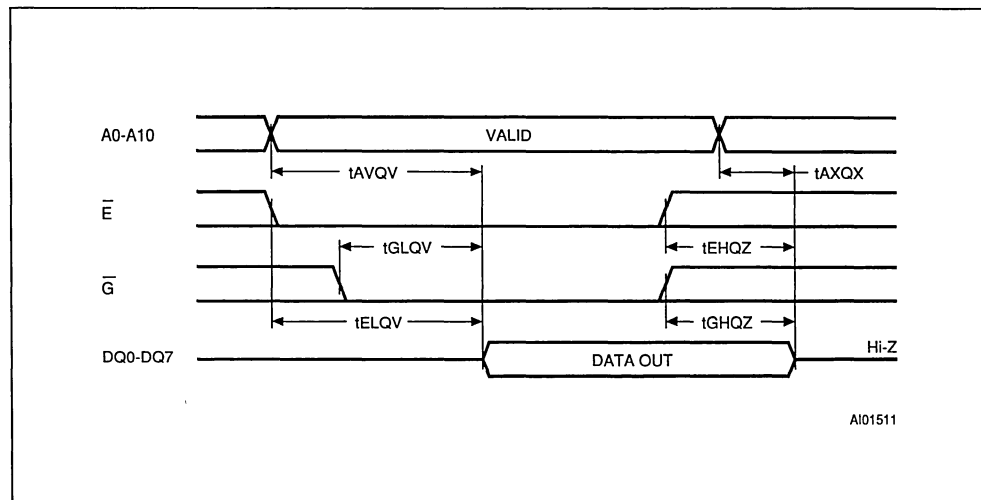 A0-A10
VALID
tAVQV
tAXQX
E
tGLQV
tEHQZ
G
tELQV
tGHQZ
DQ0-DQ7
DATA OUT
Hi-Z
AI01511